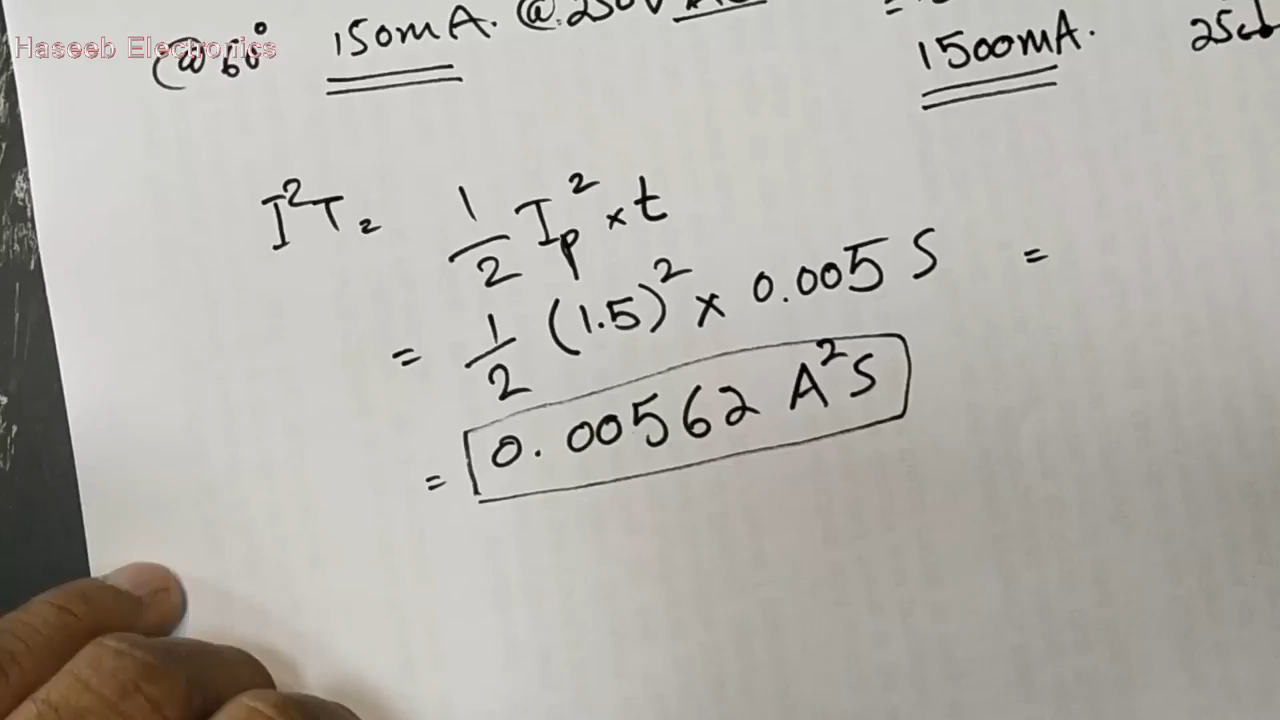 Haseeb Electronics
@60° 150mA. @ 250V
1500mA.
I²T = 1/2 Ip² × t
= 1/2 (1.5)² × 0.005 S =
= 0.00562 A²S